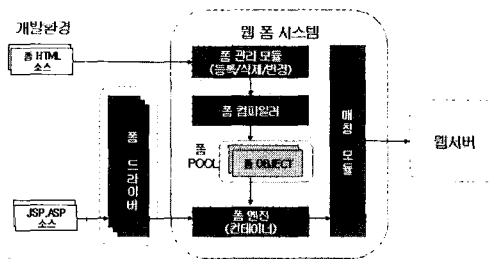 개발환경
웹 폼 시스템
폼 HTML
소스
폼 관리 모듈
(등록/삭제/변경)
폼 컴파일러
폼
POOL
폼 OBJECT
폼 드라이버
매칭 모듈
웹서버
JSP,ASP
소스
폼 엔진
(컨테이너)